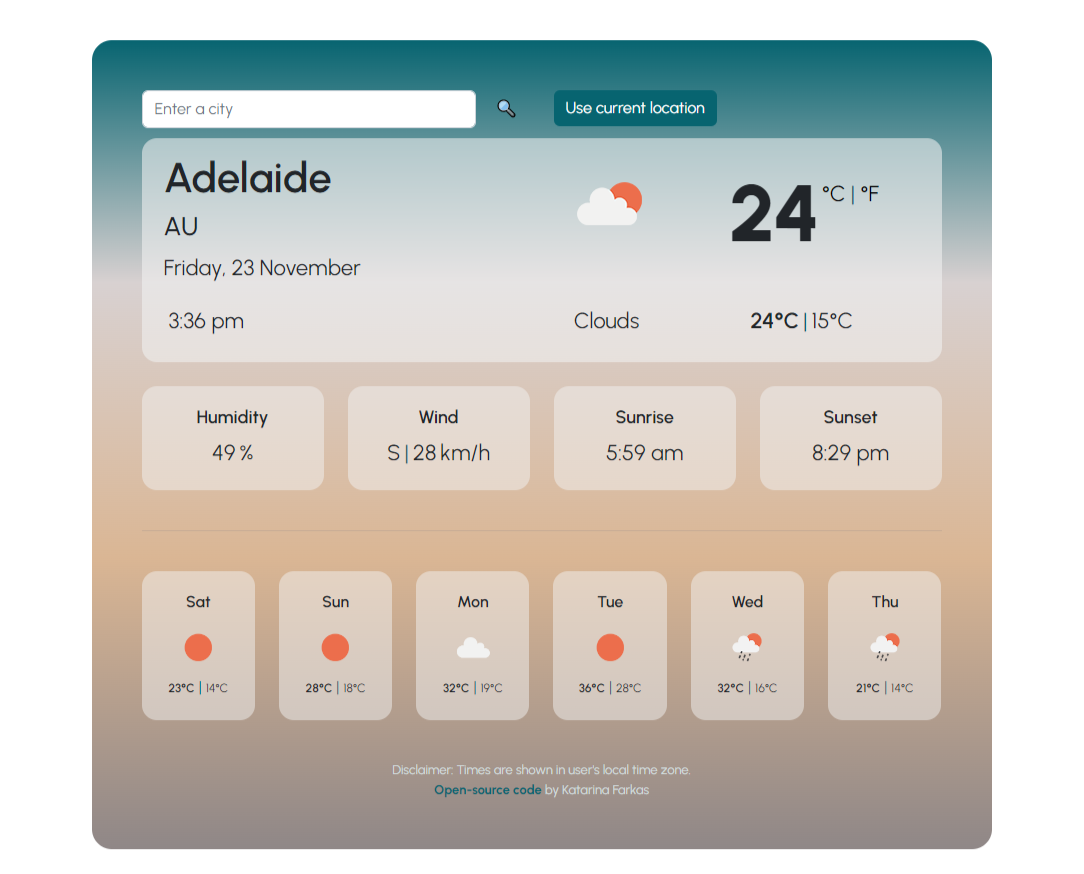 Enter a city
Use current location
Adelaide
AU
Friday, 23 November
3:36 pm
Clouds
24 °C | °F
24°C | 15°C
Humidity
49 %
Wind
S | 28 km/h
Sunrise
5:59 am
Sunset
8:29 pm
Sat
23°C | 14°C
Sun
28°C | 18°C
Mon
32°C | 19°C
Tue
36°C | 28°C
Wed
32°C | 16°C
Thu
21°C | 14°C
Disclaimer: Times are shown in user's local time zone.
Open-source code by Katarina Farkas